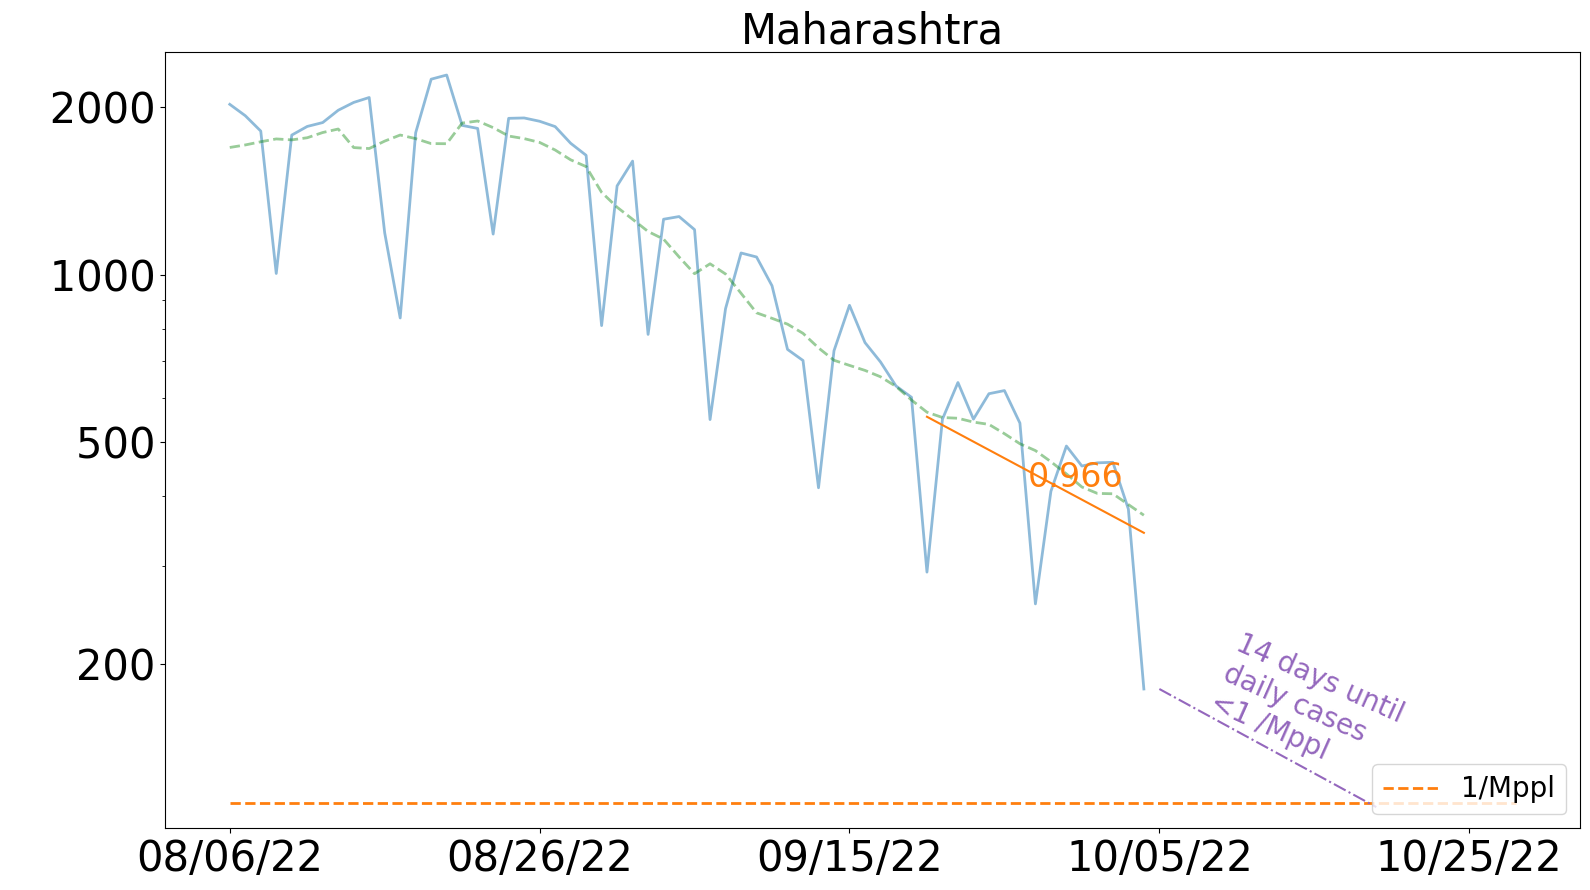 Maharashtra
2000
1000
500
200
0.966
14 days until
daily cases
<1 /Mppl
1/Mppl
08/06/22
08/26/22
09/15/22
10/05/22
10/25/22